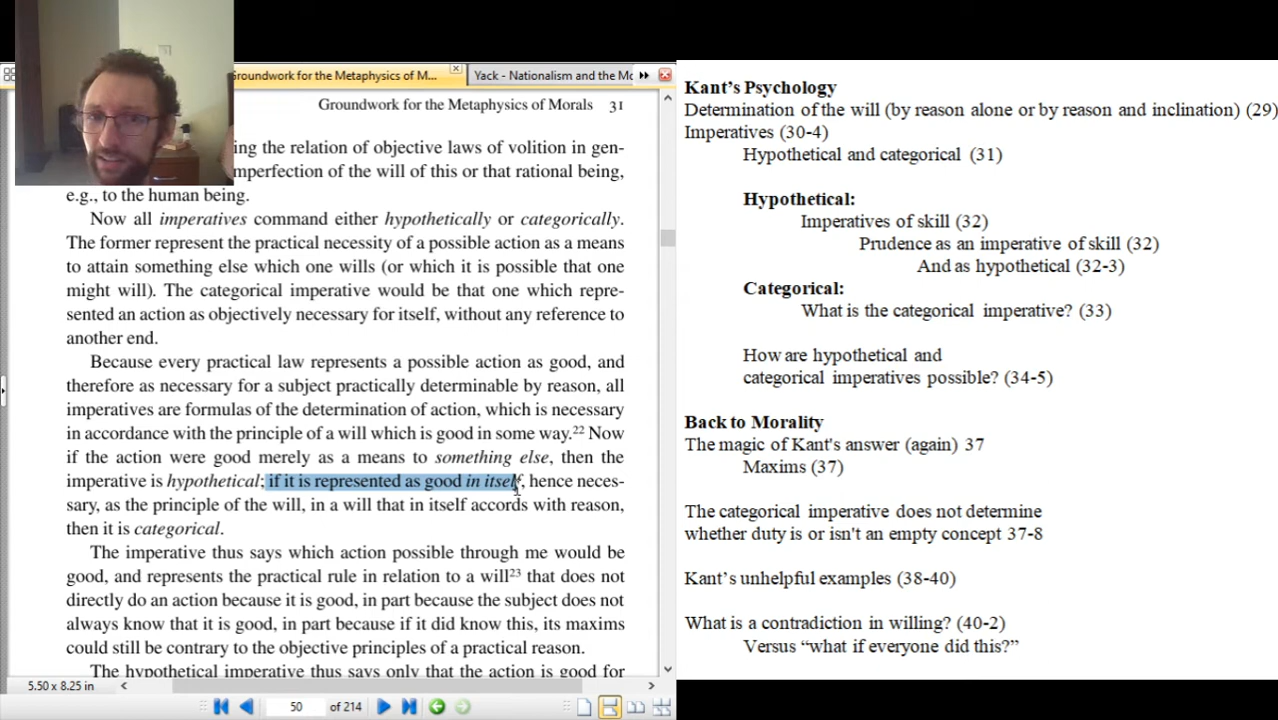 Groundwork for the Metaphysics of M...
Yack - Nationalism and the Mo
Groundwork for the Metaphysics of Morals 31
ing the relation of objective laws of volition in gen-
mperfection of the will of this or that rational being,
e.g., to the human being.
Now all imperatives command either hypothetically or categorically.
The former represent the practical necessity of a possible action as a means
to attain something else which one wills (or which it is possible that one
might will). The categorical imperative would be that one which repre-
sented an action as objectively necessary for itself, without any reference to
another end.
Because every practical law represents a possible action as good, and
therefore as necessary for a subject practically determinable by reason, all
imperatives are formulas of the determination of action, which is necessary
in accordance with the principle of a will which is good in some way.22 Now
if the action were good merely as a means to something else, then the
imperative is hypothetical; if it is represented as good in itself, hence neces-
sary, as the principle of the will, in a will that in itself accords with reason,
then it is categorical.
The imperative thus says which action possible through me would be
good, and represents the practical rule in relation to a will23 that does not
directly do an action because it is good, in part because the subject does not
always know that it is good, in part because if it did know this, its maxims
could still be contrary to the objective principles of a practical reason.
The hypothetical imperative thus says only that the action is good for
5.50 x 8.25 in
50
of 214
Kant's Psychology
Determination of the will (by reason alone or by reason and inclination) (29)
Imperatives (30-4)
Hypothetical and categorical (31)
Hypothetical:
Imperatives of skill (32)
Prudence as an imperative of skill (32)
And as hypothetical (32-3)
Categorical:
What is the categorical imperative? (33)
How are hypothetical and
categorical imperatives possible? (34-5)
Back to Morality
The magic of Kant's answer (again) 37
Maxims (37)
The categorical imperative does not determine
whether duty is or isn't an empty concept 37-8
Kant's unhelpful examples (38-40)
What is a contradiction in willing? (40-2)
Versus “what if everyone did this?”